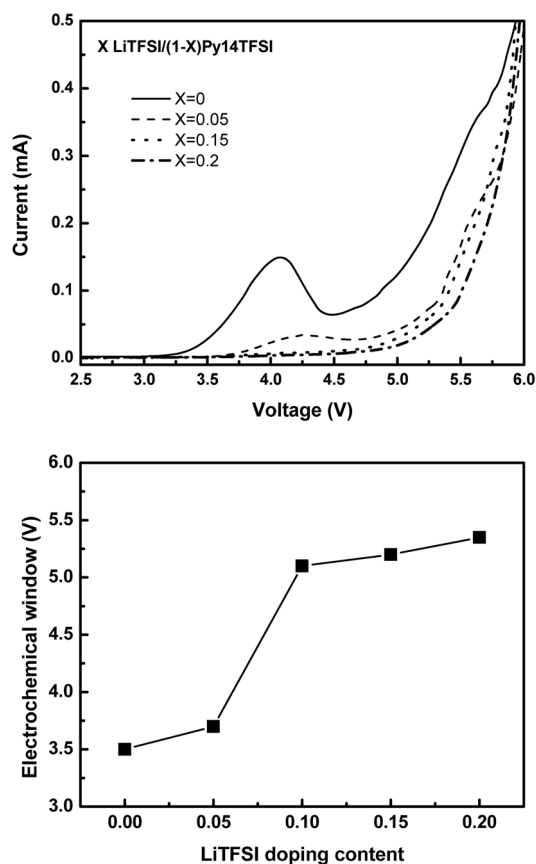 0.5
0.4
0.3
0.2
0.1
0.0
Current (mA)
X LiTFSI/(1-X)Py14TFSI
X=0
X=0.05
X=0.15
X=0.2
2.5 3.0 3.5 4.0 4.5 5.0 5.5 6.0
Voltage (V)
6.0
5.5
5.0
4.5
4.0
3.5
3.0
Electrochemical window (V)
0.00 0.05 0.10 0.15 0.20
LiTFSI doping content